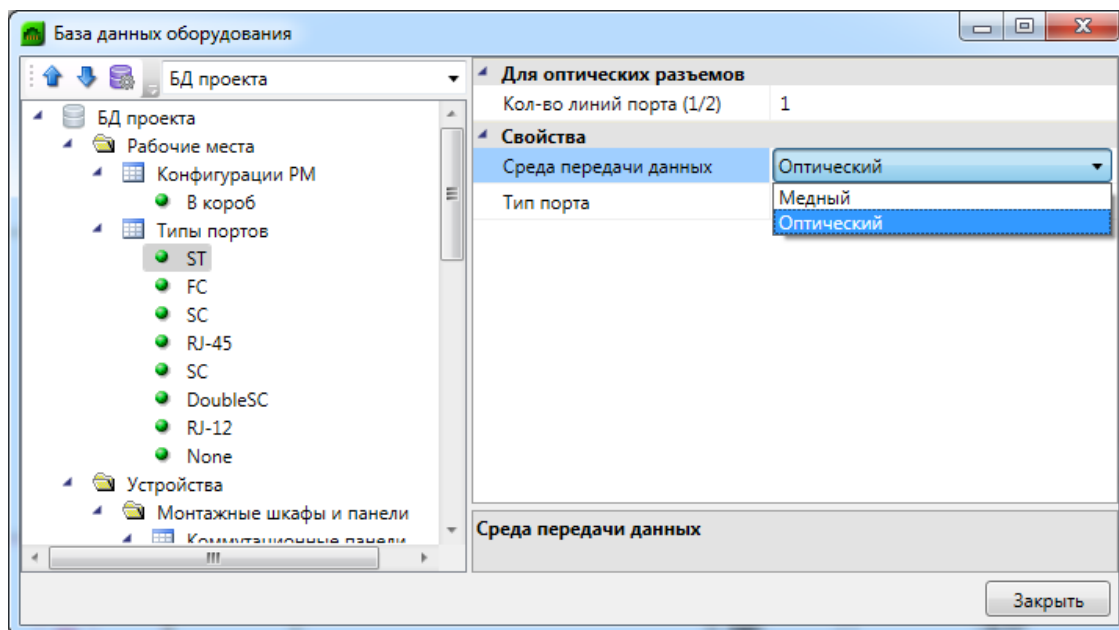 База данных оборудования
БД проекта
БД проекта
Рабочие места
Конфигурации РМ
В короб
Типы портов
ST
FC
SC
RJ-45
SC
DoubleSC
RJ-12
None
Устройства
Монтажные шкафы и панели
Коммутационные панели
Для оптических разъемов
Кол-во линий порта (1/2) 1
Свойства
Среда передачи данных Оптический
Тип порта
Медный
Оптический
Среда передачи данных
Закрыть